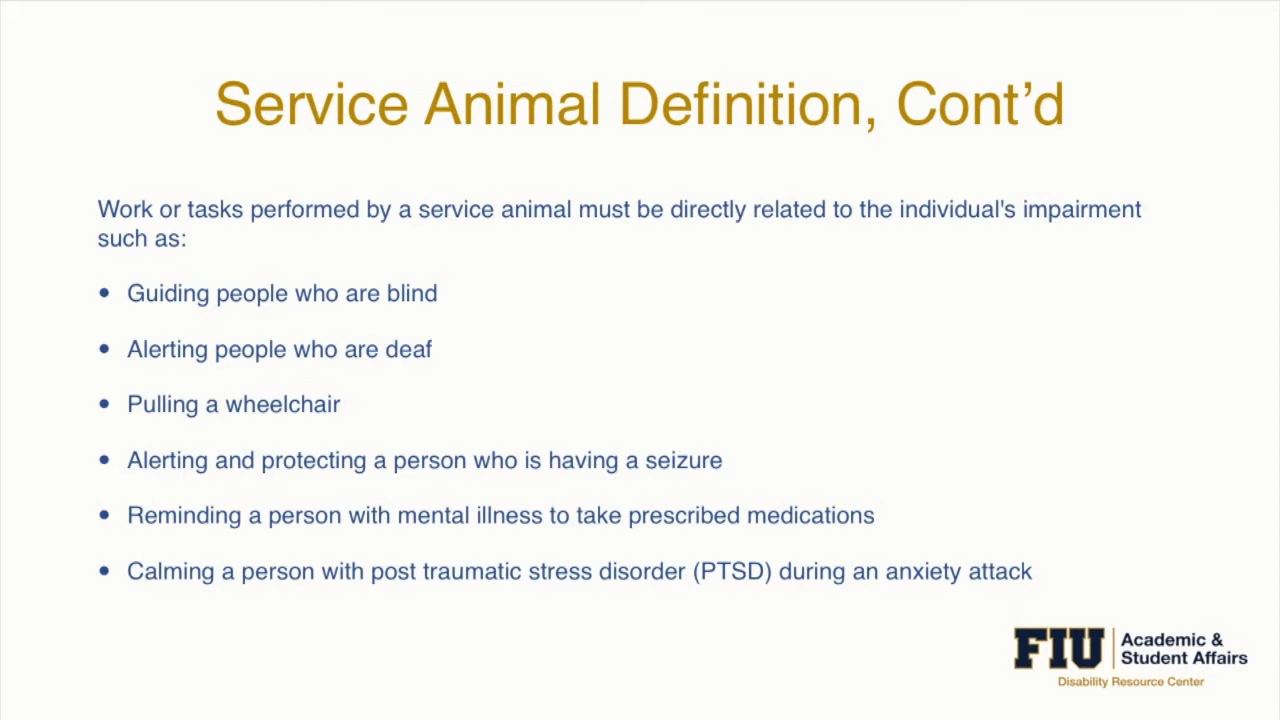 Service Animal Definition, Cont’d
Work or tasks performed by a service animal must be directly related to the individual's impairment
such as:
• Guiding people who are blind
• Alerting people who are deaf
• Pulling a wheelchair
• Alerting and protecting a person who is having a seizure
• Reminding a person with mental illness to take prescribed medications
• Calming a person with post traumatic stress disorder (PTSD) during an anxiety attack
FIU
Academic &
Student Affairs
Disability Resource Center